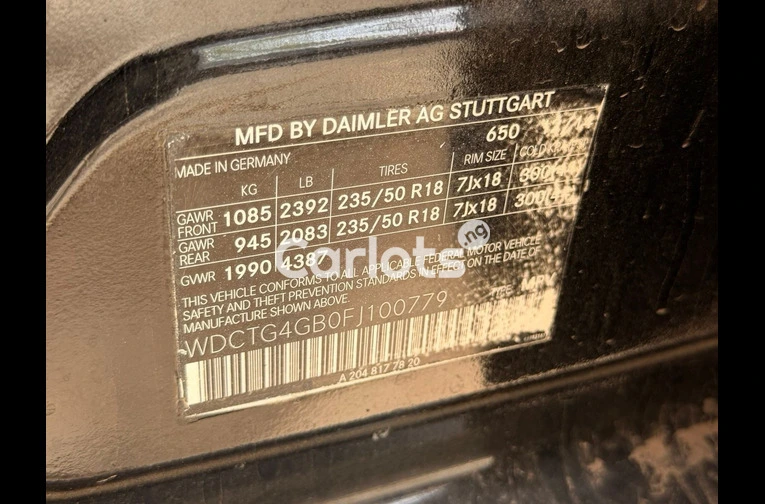 MFD BY DAIMLER AG STUTTGART
MADE IN GERMANY 650
KG LB TIRES RIM SIZE
GAWR FRONT 1085 2392 235/50 R18 7Jx18
GAWR REAR 945 2083 235/50 R18 7Jx18
GVWR 1990 4387
Carlots.ng
THIS VEHICLE CONFORMS TO ALL APPLICABLE FEDERAL MOTOR VEHICLE
SAFETY AND THEFT PREVENTION STANDARDS IN EFFECT ON THE DATE OF
MANUFACTURE SHOWN ABOVE.
WDCTG4GB0FJ100779 TYPE: MPV
A 204 817 78 20